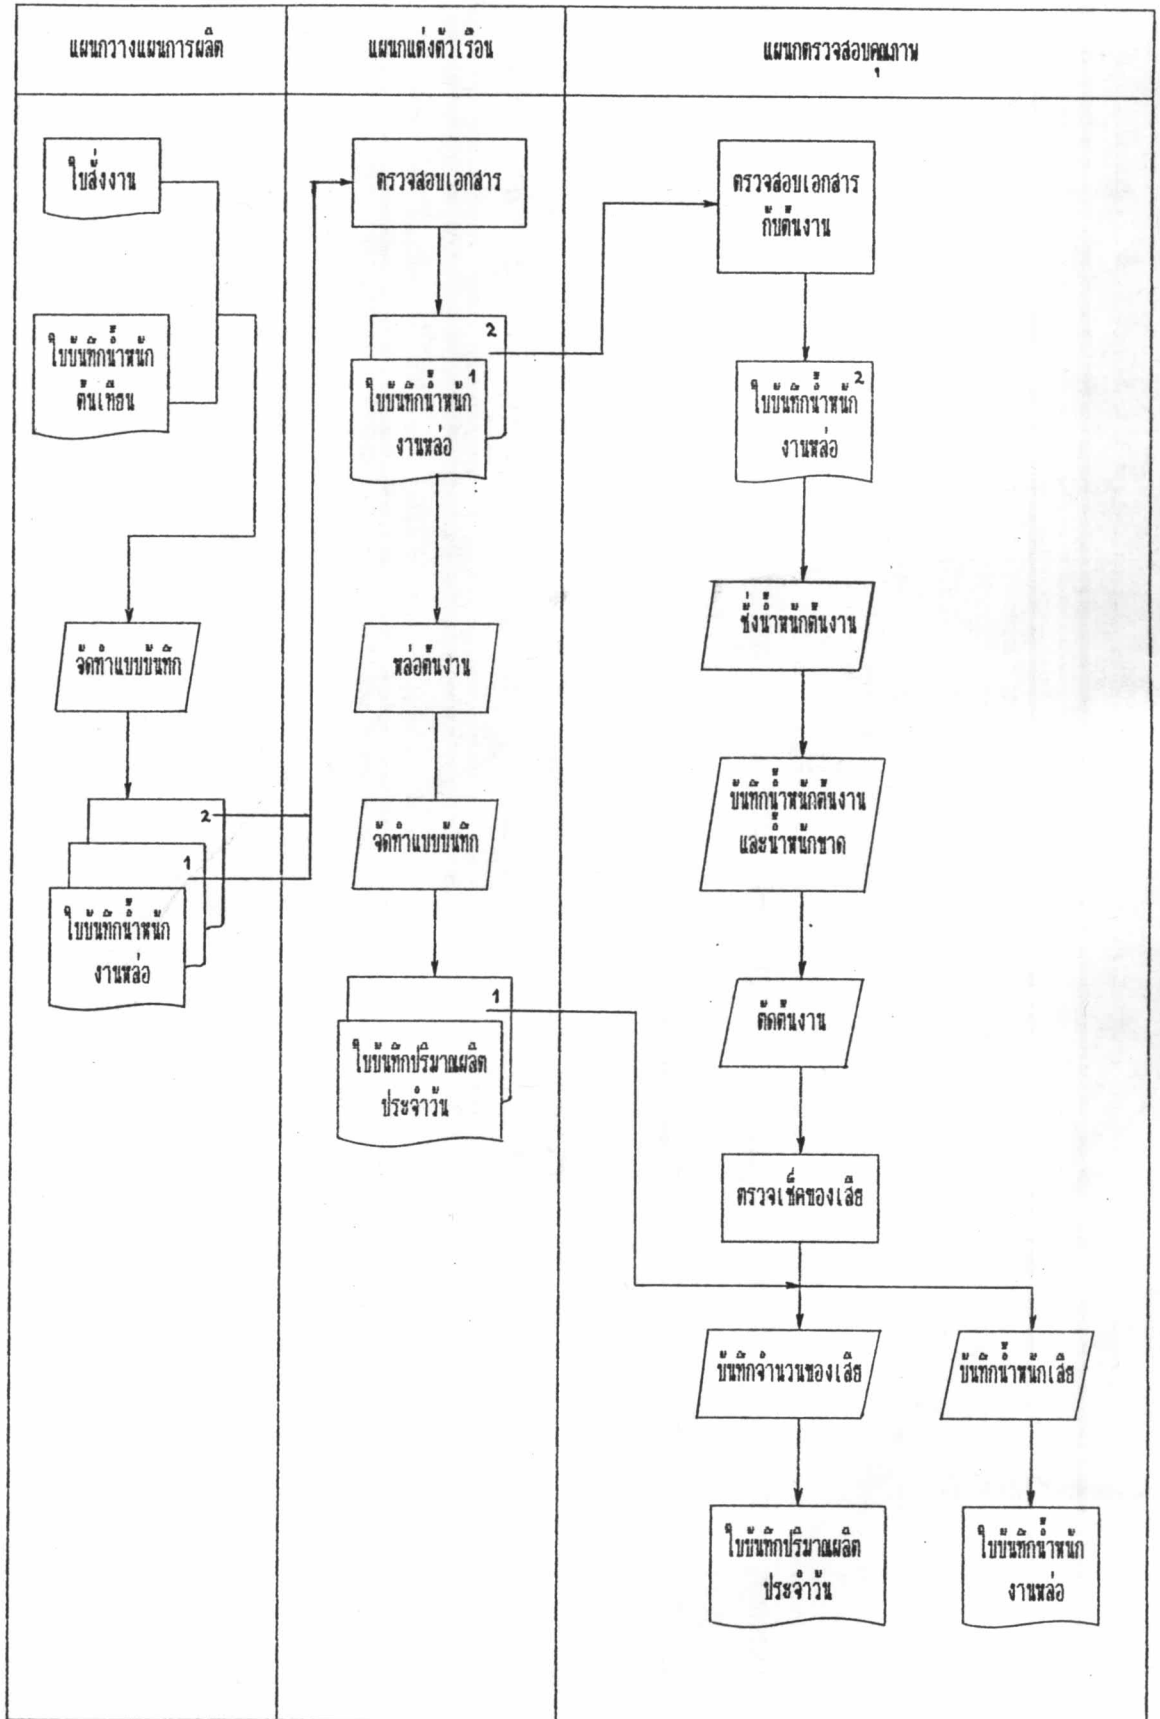 แผนกวางแผนการผลิต
แผนกแต่งตัวเรือน
แผนกตรวจสอบคุณภาพ
ใบสั่งงาน
ใบบันทึกน้ำหนัก
ต้นเทียน
จัดทำแบบบันทึก
2
1
ใบบันทึกน้ำหนัก
งานหล่อ
ตรวจสอบเอกสาร
2
1
ใบบันทึกน้ำหนัก
งานหล่อ
หล่อต้นงาน
จัดทำแบบบันทึก
1
ใบบันทึกปริมาณผลิต
ประจำวัน
ตรวจสอบเอกสาร
กับต้นงาน
2
ใบบันทึกน้ำหนัก
งานหล่อ
ชั่งน้ำหนักต้นงาน
บันทึกน้ำหนักต้นงาน
และน้ำหนักขาด
ตัดต้นงาน
ตรวจเช็คของเสีย
บันทึกจำนวนของเสีย
บันทึกน้ำหนักเสีย
ใบบันทึกปริมาณผลิต
ประจำวัน
ใบบันทึกน้ำหนัก
งานหล่อ